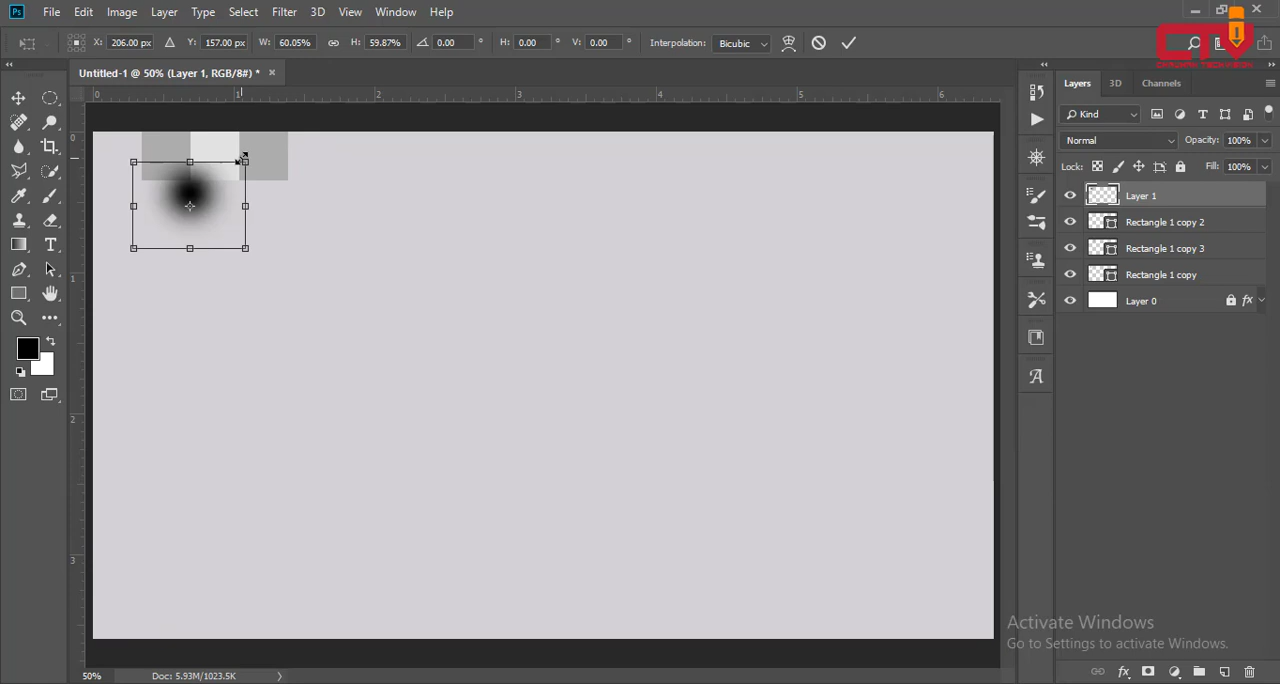 Ps File Edit Image Layer Type Select Filter 3D View Window Help
X: 206.00 px Y: 157.00 px W: 60.05% H: 59.87% 0.00 ° H: 0.00 ° V: 0.00 ° Interpolation: Bicubic
Untitled-1 @ 50% (Layer 1, RGB/8#) * ×
0 1 2 3 4 5 6
0
1
2
3
Layers 3D Channels
Kind
Normal Opacity: 100%
Lock: Fill: 100%
Layer 1
Rectangle 1 copy 2
Rectangle 1 copy 3
Rectangle 1 copy
Layer 0 fx
Activate Windows
Go to Settings to activate Windows.
50% Doc: 5.93M/1023.5K